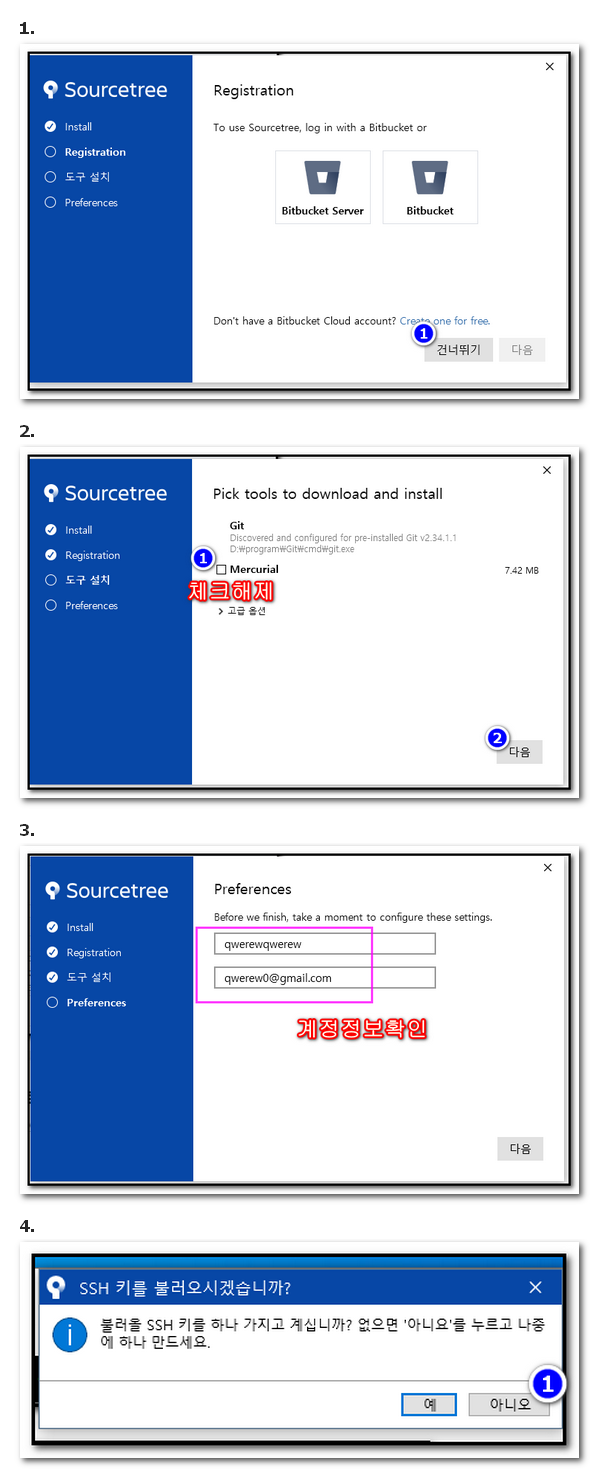 1.
Sourcetree
Install
Registration
도구 설치
Preferences
Registration
To use Sourcetree, log in with a Bitbucket or
Bitbucket Server
Bitbucket
Don't have a Bitbucket Cloud account? Create one for free.
1
건너뛰기
다음
2.
Sourcetree
Install
Registration
도구 설치
Preferences
Pick tools to download and install
Git
Discovered and configured for pre-installed Git v2.34.1.1
D:₩program₩Git₩cmd₩git.exe
1
Mercurial
7.42 MB
체크해제
고급 옵션
2
다음
3.
Sourcetree
Install
Registration
도구 설치
Preferences
Preferences
Before we finish, take a moment to configure these settings.
qwerewqwerew
qwerew0@gmail.com
계정정보확인
다음
4.
SSH 키를 불러오시겠습니까?
불러올 SSH 키를 하나 가지고 계십니까? 없으면 '아니요'를 누르고 나중
에 하나 만드세요.
1
예
아니오